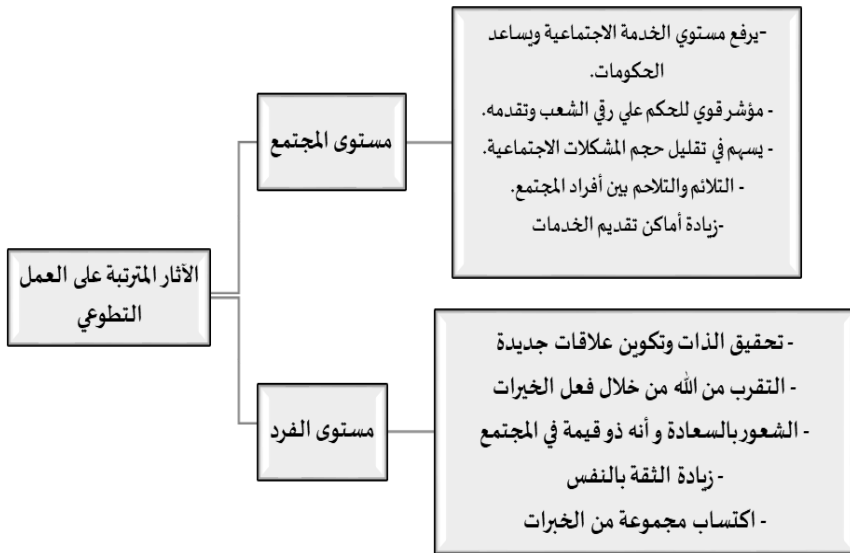 الآثار المترتبة على العمل
التطوعي
مستوى المجتمع
-يرفع مستوي الخدمة الاجتماعية ويساعد
الحكومات.
- مؤشر قوي للحكم علي رقي الشعب وتقدمه.
- يسهم في تقليل حجم المشكلات الاجتماعية.
- التلائم والتلاحم بين أفراد المجتمع.
-زيادة أماكن تقديم الخدمات
مستوى الفرد
- تحقيق الذات وتكوين علاقات جديدة
- التقرب من الله من خلال فعل الخيرات
- الشعور بالسعادة و أنه ذو قيمة في المجتمع
- زيادة الثقة بالنفس
- اكتساب مجموعة من الخبرات